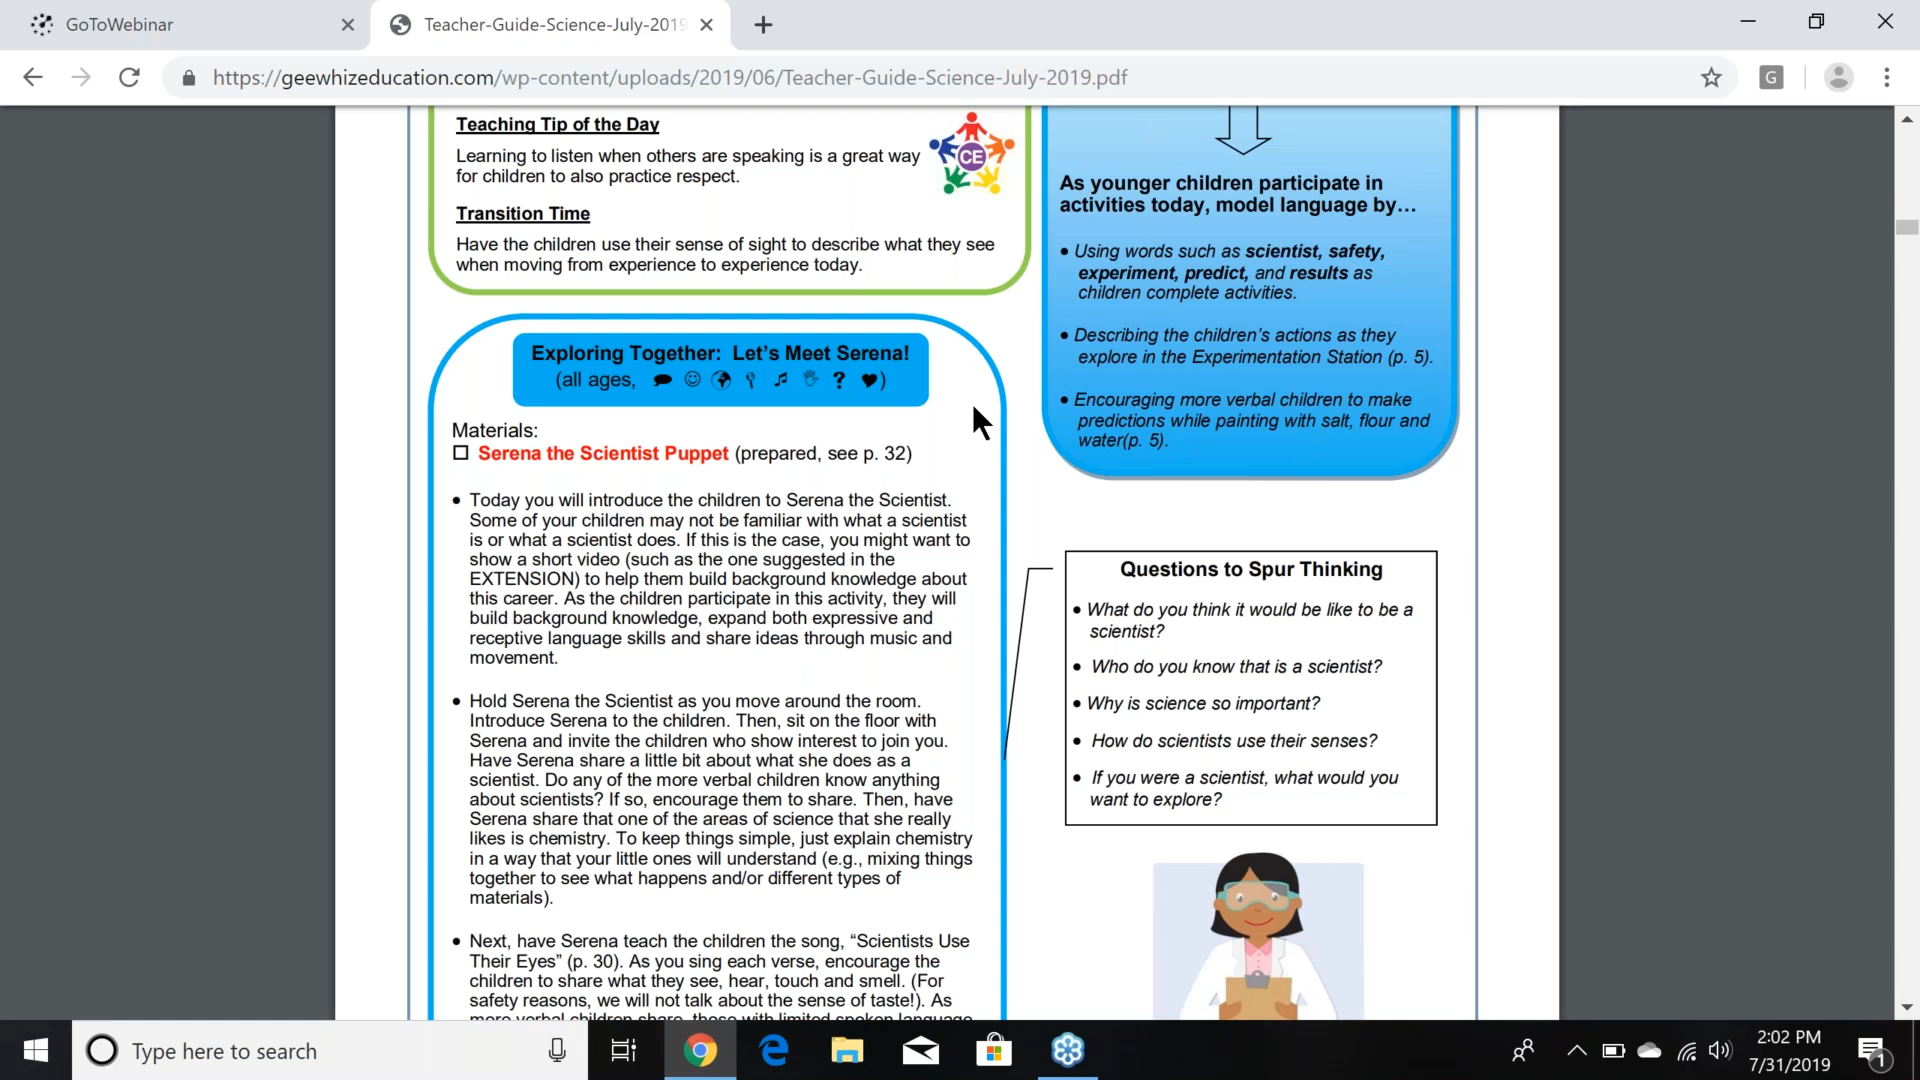 GoToWebinar
Teacher-Guide-Science-July-2019
https://geewhizeducation.com/wp-content/uploads/2019/06/Teacher-Guide-Science-July-2019.pdf
G
Teaching Tip of the Day
Learning to listen when others are speaking is a great way
for children to also practice respect.
CE
Transition Time
Have the children use their sense of sight to describe what they see
when moving from experience to experience today.
Exploring Together: Let's Meet Serena!
(all ages, ?)
Materials:
Serena the Scientist Puppet (prepared, see p. 32)
• Today you will introduce the children to Serena the Scientist.
Some of your children may not be familiar with what a scientist
is or what a scientist does. If this is the case, you might want to
show a short video (such as the one suggested in the
EXTENSION) to help them build background knowledge about
this career. As the children participate in this activity, they will
build background knowledge, expand both expressive and
receptive language skills and share ideas through music and
movement.
• Hold Serena the Scientist as you move around the room.
Introduce Serena to the children. Then, sit on the floor with
Serena and invite the children who show interest to join you.
Have Serena share a little bit about what she does as a
scientist. Do any of the more verbal children know anything
about scientists? If so, encourage them to share. Then, have
Serena share that one of the areas of science that she really
likes is chemistry. To keep things simple, just explain chemistry
in a way that your little ones will understand (e.g., mixing things
together to see what happens and/or different types of
materials).
• Next, have Serena teach the children the song, “Scientists Use
Their Eyes” (p. 30). As you sing each verse, encourage the
children to share what they see, hear, touch and smell. (For
safety reasons, we will not talk about the sense of taste!). As
more verbal children share, those with limited spoken language
As younger children participate in
activities today, model language by…
• Using words such as scientist, safety,
experiment, predict, and results as
children complete activities.
• Describing the children’s actions as they
explore in the Experimentation Station (p. 5).
• Encouraging more verbal children to make
predictions while painting with salt, flour and
water(p. 5).
Questions to Spur Thinking
• What do you think it would be like to be a
scientist?
• Who do you know that is a scientist?
• Why is science so important?
• How do scientists use their senses?
• If you were a scientist, what would you
want to explore?
Type here to search
2:02 PM
7/31/2019
1